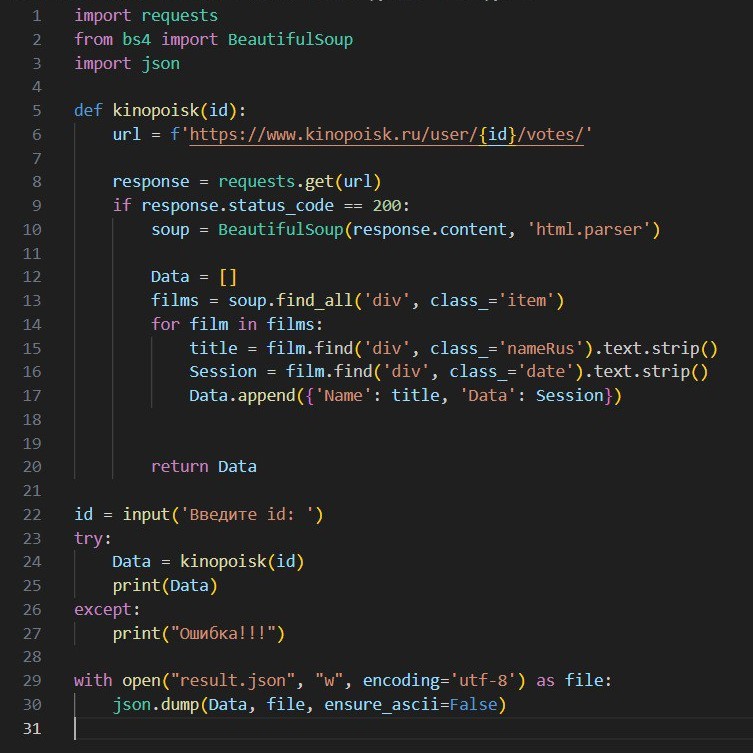 1 import requests
2 from bs4 import BeautifulSoup
3 import json
4
5 def kinopoisk(id):
6     url = f'https://www.kinopoisk.ru/user/{id}/votes/'
7
8     response = requests.get(url)
9     if response.status_code == 200:
10         soup = BeautifulSoup(response.content, 'html.parser')
11
12         Data = []
13         films = soup.find_all('div', class_='item')
14         for film in films:
15             title = film.find('div', class_='nameRus').text.strip()
16             Session = film.find('div', class_='date').text.strip()
17             Data.append({'Name': title, 'Data': Session})
18
19
20         return Data
21
22 id = input('Введите id: ')
23 try:
24     Data = kinopoisk(id)
25     print(Data)
26 except:
27     print("Ошибка!!!")
28
29 with open("result.json", "w", encoding='utf-8') as file:
30     json.dump(Data, file, ensure_ascii=False)
31